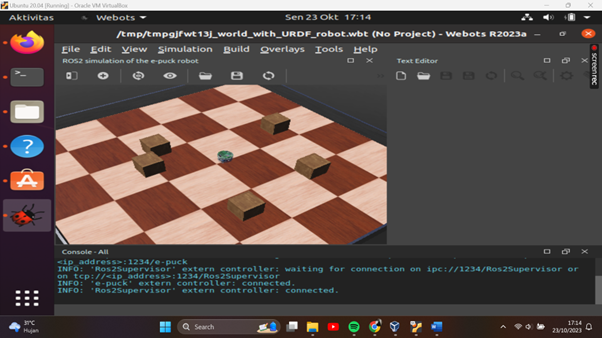 Ubuntu 20.04 [Running] - Oracle VM VirtualBox
Aktivitas
Webots
Sen 23 Okt 17:14
/tmp/tmpgjfwt13j_world_with_URDF_robot.wbt (No Project) - Webots R2023a
File Edit View Simulation Build Overlays Tools Help
ROS2 simulation of the e-puck robot
Text Editor
screen rec
Console - All
<ip_address>:1234/e-puck
INFO: 'Ros2Supervisor' extern controller: waiting for connection on ipc://1234/Ros2Supervisor or
on tcp://<ip_address>:1234/Ros2Supervisor
INFO: 'e-puck' extern controller: connected.
INFO: 'Ros2Supervisor' extern controller: connected.
31°C
Hujan
Search
17:14
23/10/2023